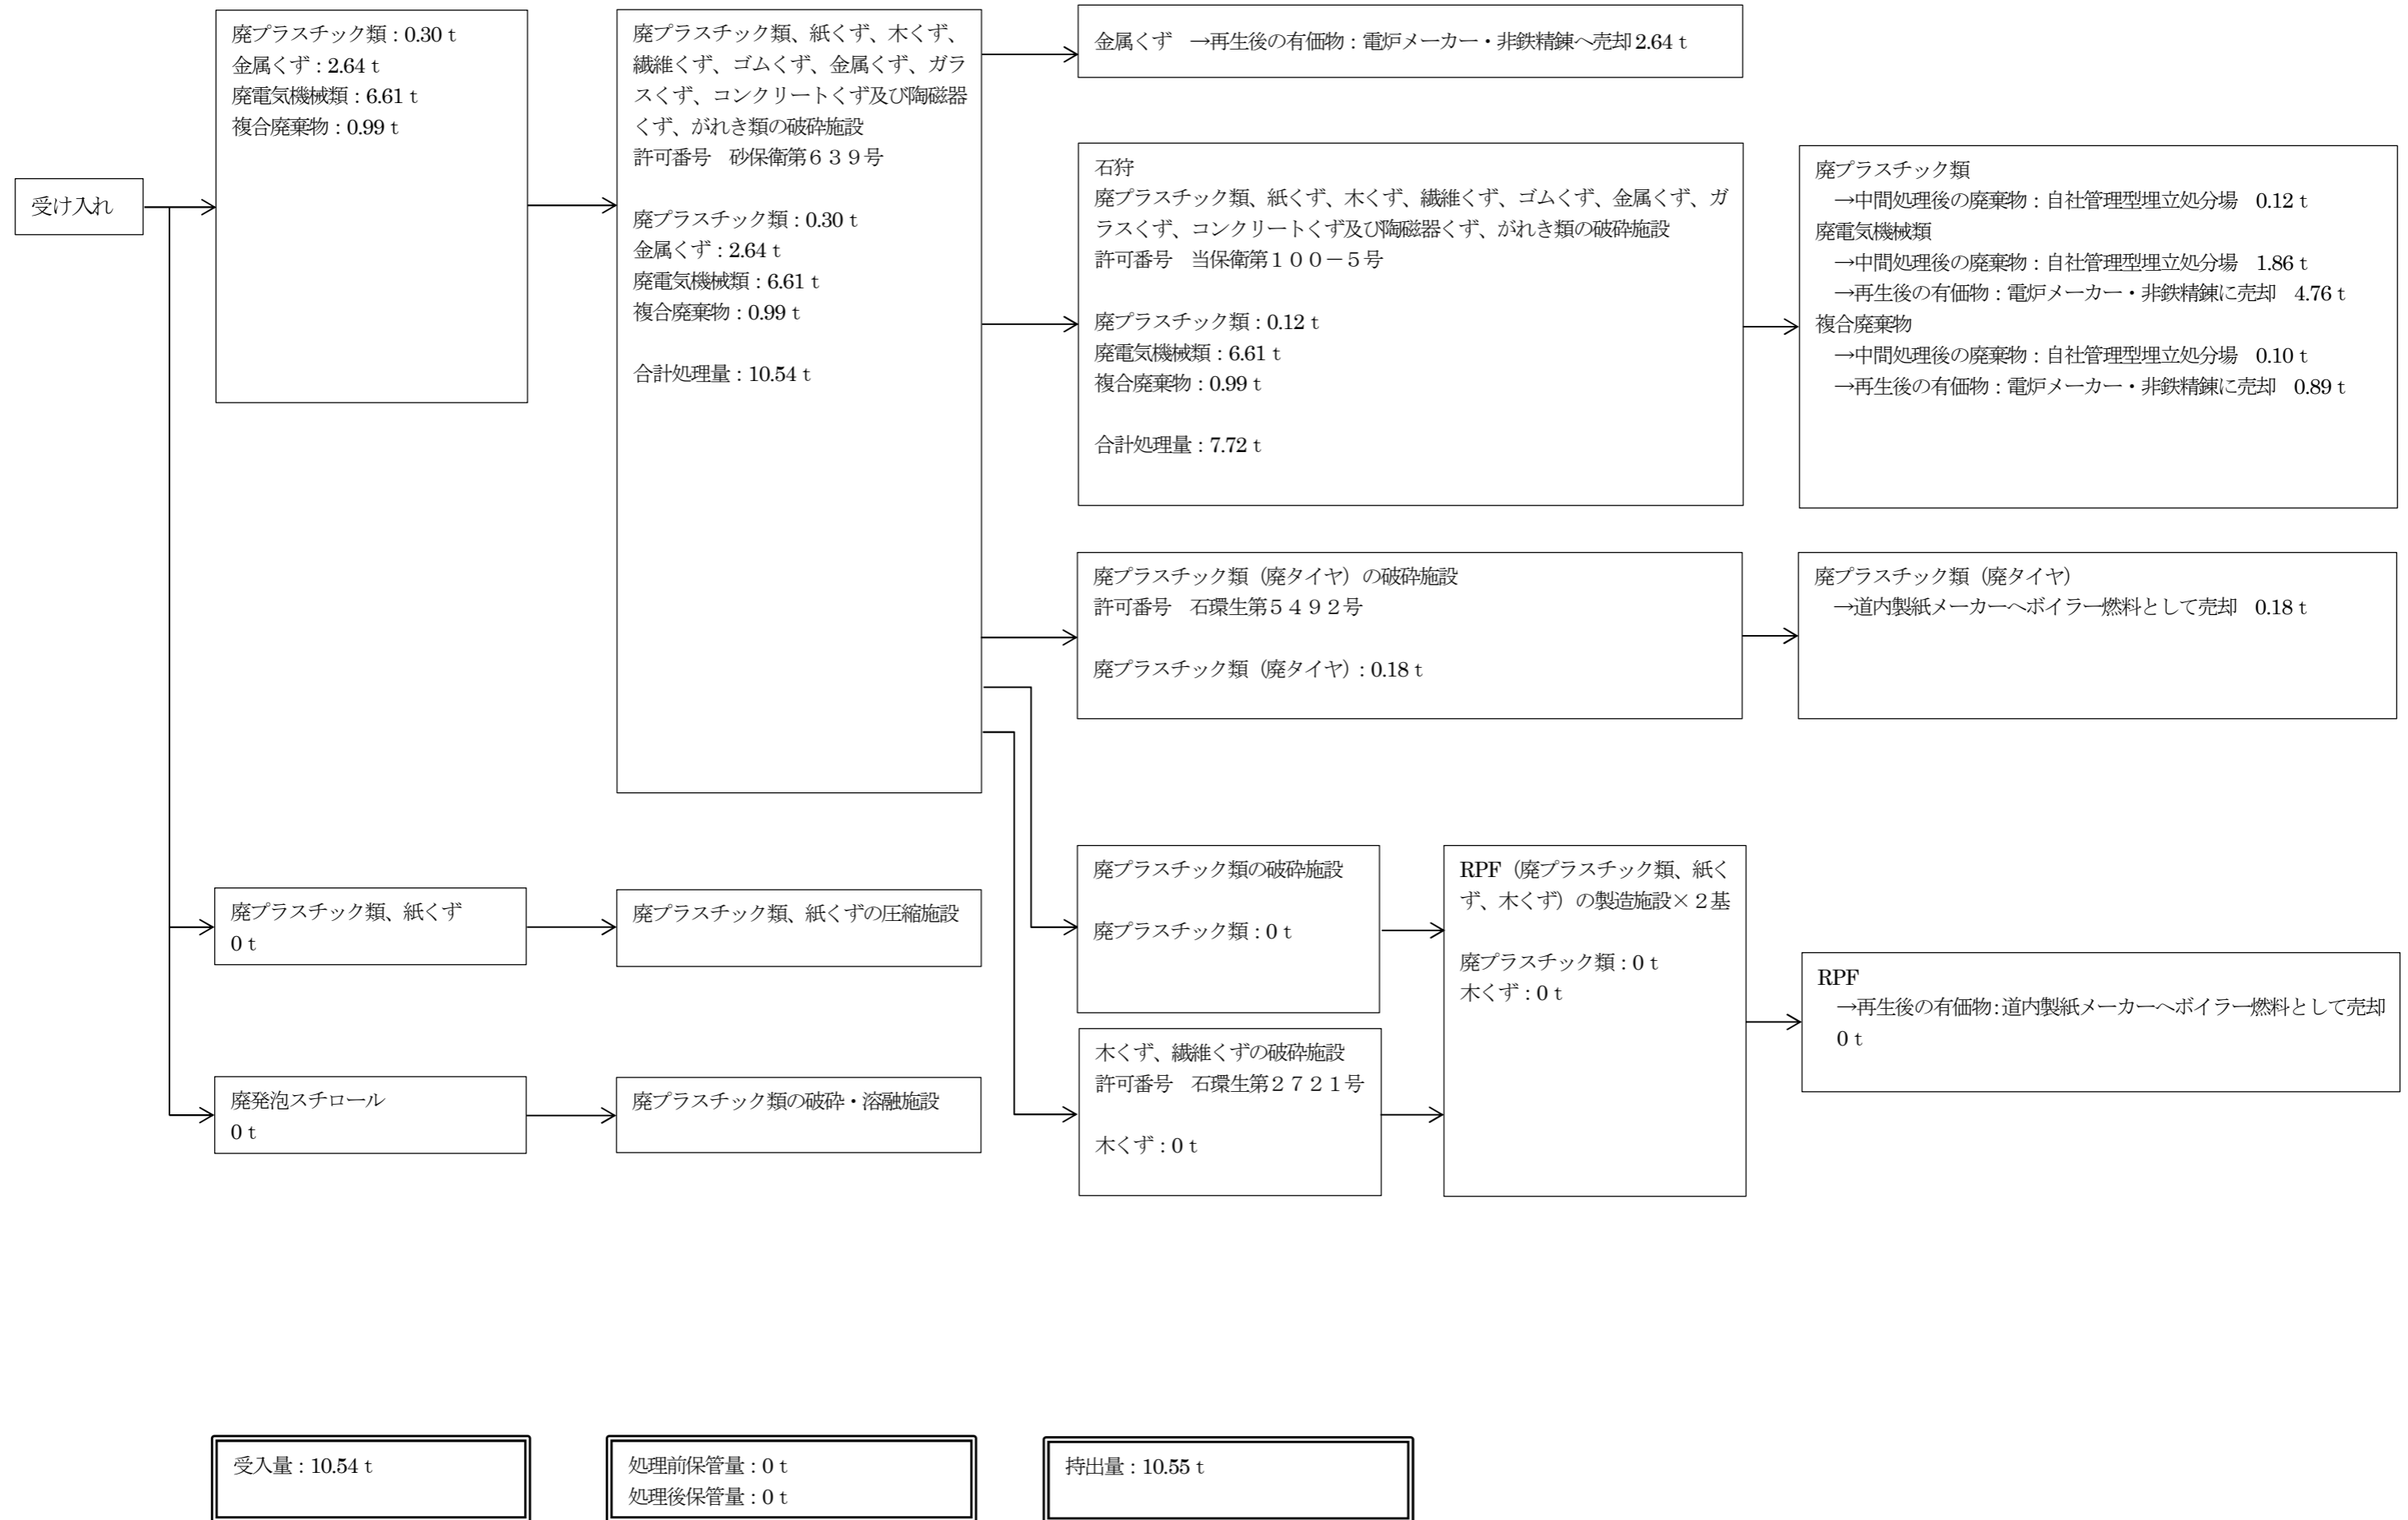 受け入れ
廃プラスチック類：0.30 t
金属くず：2.64 t
廃電気機械類：6.61 t
複合廃棄物：0.99 t
廃プラスチック類、紙くず、木くず、
繊維くず、ゴムくず、金属くず、ガラ
スくず、コンクリートくず及び陶磁器
くず、がれき類の破砕施設
許可番号　砂保衛第６３９号
廃プラスチック類：0.30 t
金属くず：2.64 t
廃電気機械類：6.61 t
複合廃棄物：0.99 t
合計処理量：10.54 t
金属くず　→再生後の有価物：電炉メーカー・非鉄精錬へ売却 2.64 t
石狩
廃プラスチック類、紙くず、木くず、繊維くず、ゴムくず、金属くず、ガ
ラスくず、コンクリートくず及び陶磁器くず、がれき類の破砕施設
許可番号　当保衛第１００－５号
廃プラスチック類：0.12 t
廃電気機械類：6.61 t
複合廃棄物：0.99 t
合計処理量：7.72 t
廃プラスチック類
→中間処理後の廃棄物：自社管理型埋立処分場　0.12 t
廃電気機械類
→中間処理後の廃棄物：自社管理型埋立処分場　1.86 t
→再生後の有価物：電炉メーカー・非鉄精錬に売却　4.76 t
複合廃棄物
→中間処理後の廃棄物：自社管理型埋立処分場　0.10 t
→再生後の有価物：電炉メーカー・非鉄精錬に売却　0.89 t
廃プラスチック類（廃タイヤ）の破砕施設
許可番号　石環生第５４９２号
廃プラスチック類（廃タイヤ）：0.18 t
廃プラスチック類（廃タイヤ）
→道内製紙メーカーへボイラー燃料として売却　0.18 t
廃プラスチック類、紙くず
0 t
廃プラスチック類、紙くずの圧縮施設
廃プラスチック類の破砕施設
廃プラスチック類：0 t
RPF（廃プラスチック類、紙く
ず、木くず）の製造施設×２基
廃プラスチック類：0 t
木くず：0 t
RPF
→再生後の有価物：道内製紙メーカーへボイラー燃料として売却
0 t
廃発泡スチロール
0 t
廃プラスチック類の破砕・溶融施設
木くず、繊維くずの破砕施設
許可番号　石環生第２７２１号
木くず：0 t
受入量：10.54 t
処理前保管量：0 t
処理後保管量：0 t
持出量：10.55 t